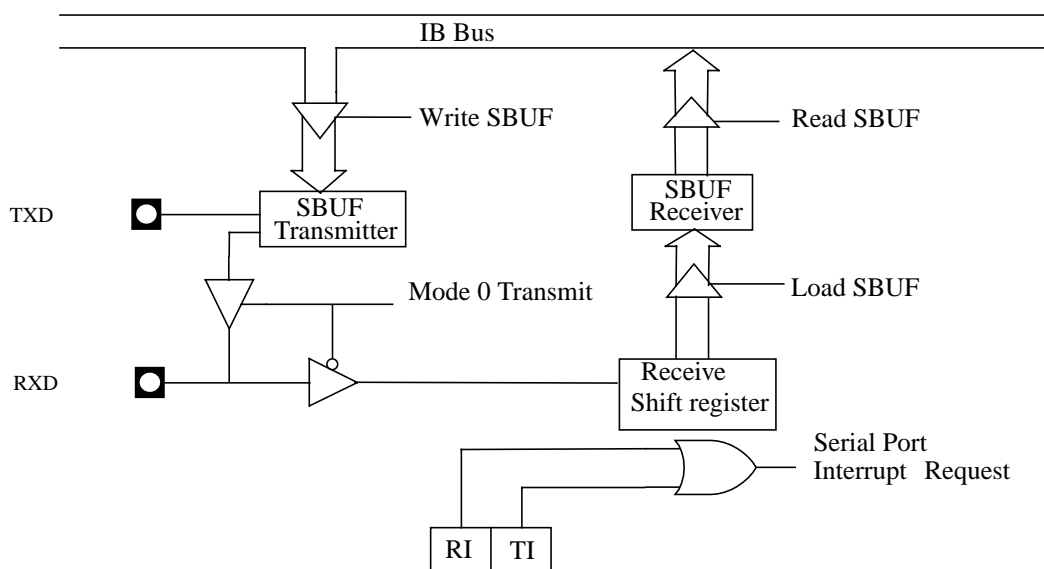 IB Bus
Write SBUF
Read SBUF
TXD
SBUF
Transmitter
SBUF
Receiver
Mode 0 Transmit
Load SBUF
RXD
Receive
Shift register
Serial Port
Interrupt Request
RI
TI